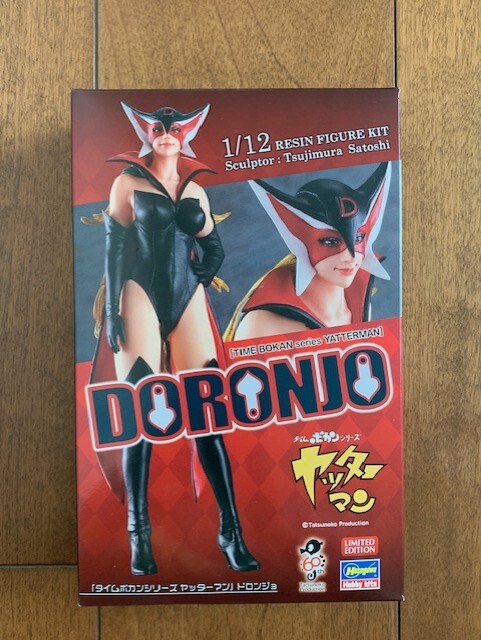 1/12 RESIN FIGURE KIT
Sculptor : Tsujimura Satoshi
D
[TIME BOKAN series YATTERMAN]
DORONJO
タイムボカンシリーズ
ヤッターマン
©Tatsunoko Production
60th
LIMITED
EDITION
Hasegawa
Hobby kits
「タイムボカンシリーズ ヤッターマン」ドロンジョ